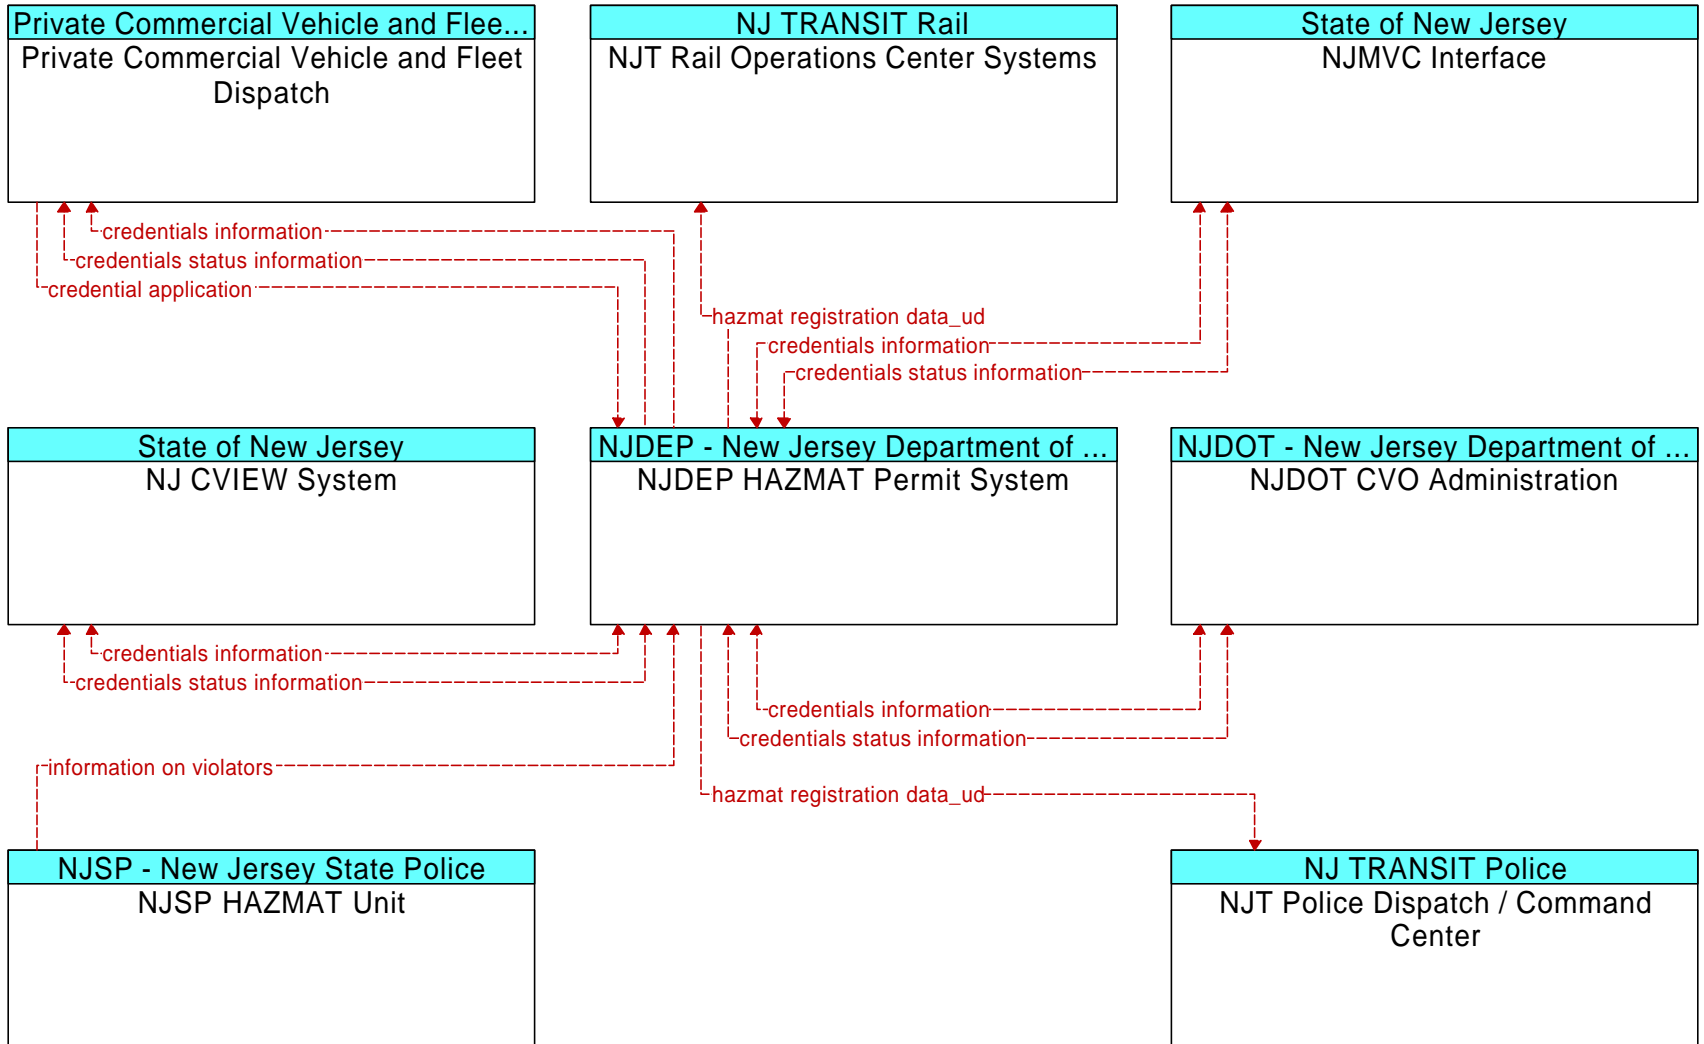 Private Commercial Vehicle and Flee...
Private Commercial Vehicle and Fleet
Dispatch
NJ TRANSIT Rail
NJT Rail Operations Center Systems
State of New Jersey
NJMVC Interface
credentials information
credentials status information
credential application
hazmat registration data_ud
credentials information
credentials status information
State of New Jersey
NJ CVIEW System
NJDEP - New Jersey Department of ...
NJDEP HAZMAT Permit System
NJDOT - New Jersey Department of ...
NJDOT CVO Administration
credentials information
credentials status information
credentials information
credentials status information
information on violators
hazmat registration data_ud
NJSP - New Jersey State Police
NJSP HAZMAT Unit
NJ TRANSIT Police
NJT Police Dispatch / Command
Center